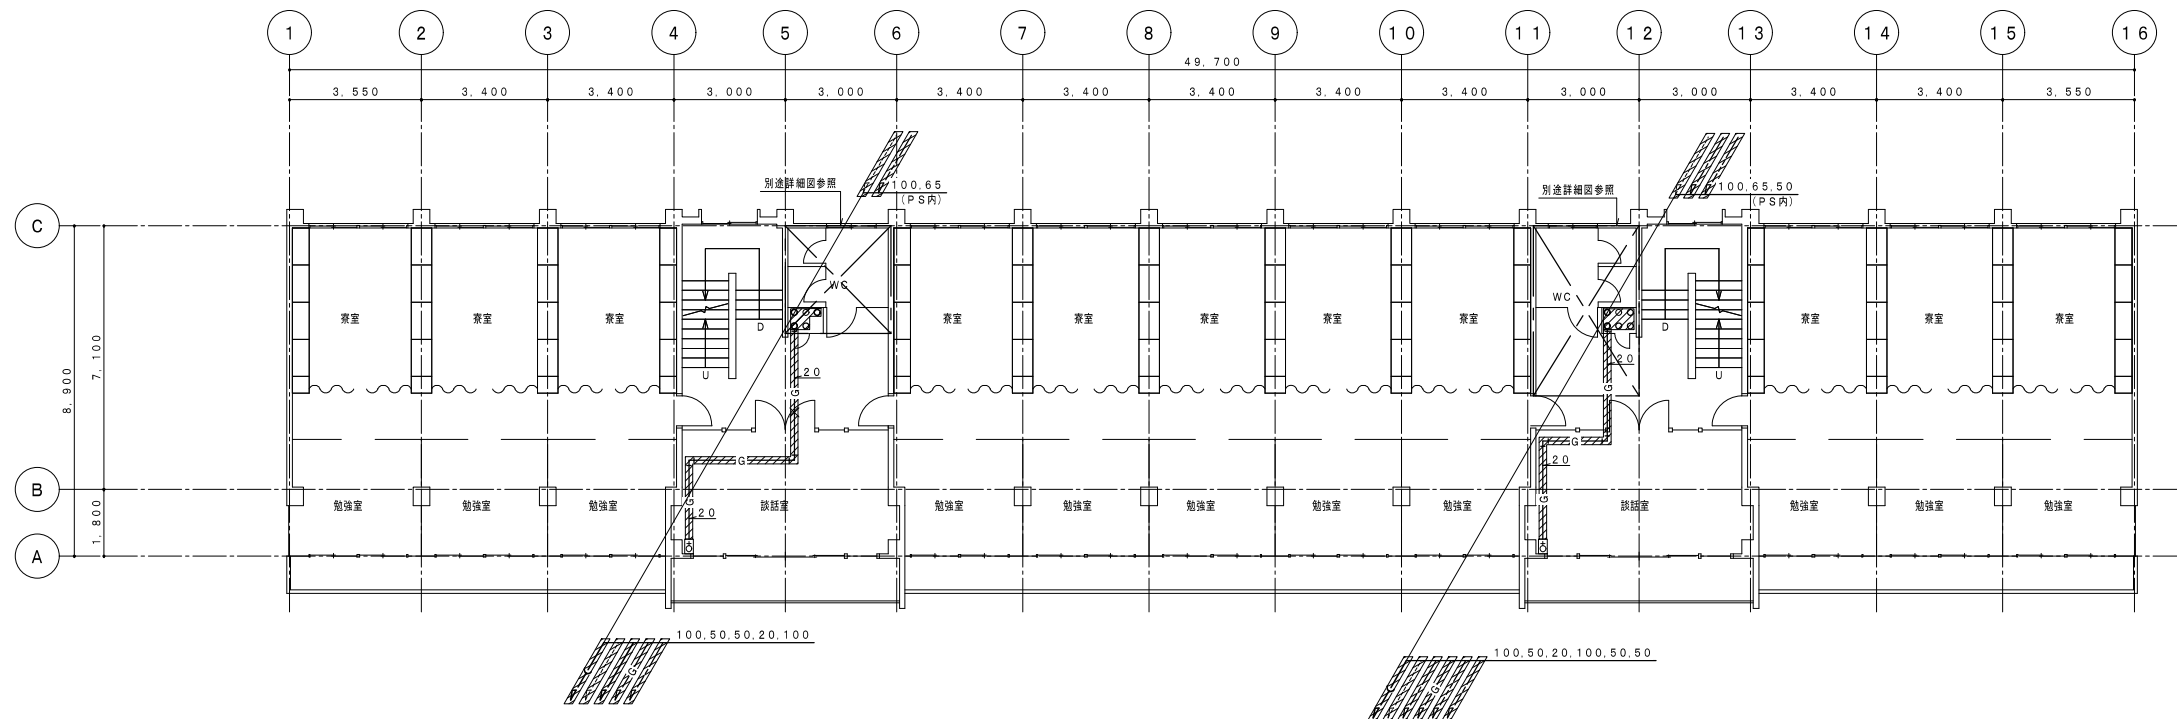 1 2 3 4 5 6 7 8 9 10 11 12 13 14 15 16
49,700
3,550 3,400 3,400 3,000 3,000 3,400 3,400 3,400 3,400 3,400 3,000 3,000 3,400 3,400 3,550
別途詳細図参照 100,65 別途詳細図参照 100,65,50
(PS内) (PS内)
C
WC WC
寮室 寮室 寮室 D 寮室 寮室 寮室 寮室 寮室 D 寮室 寮室 寮室
7,100
8,900
U 20 20 U
G G
G G
20
B
G G
勉強室 勉強室 勉強室 談話室 勉強室 勉強室 勉強室 勉強室 勉強室 談話室 勉強室 勉強室 勉強室
20
1,800
A
100,50,50,20,100
100,50,20,100,50,50
G G